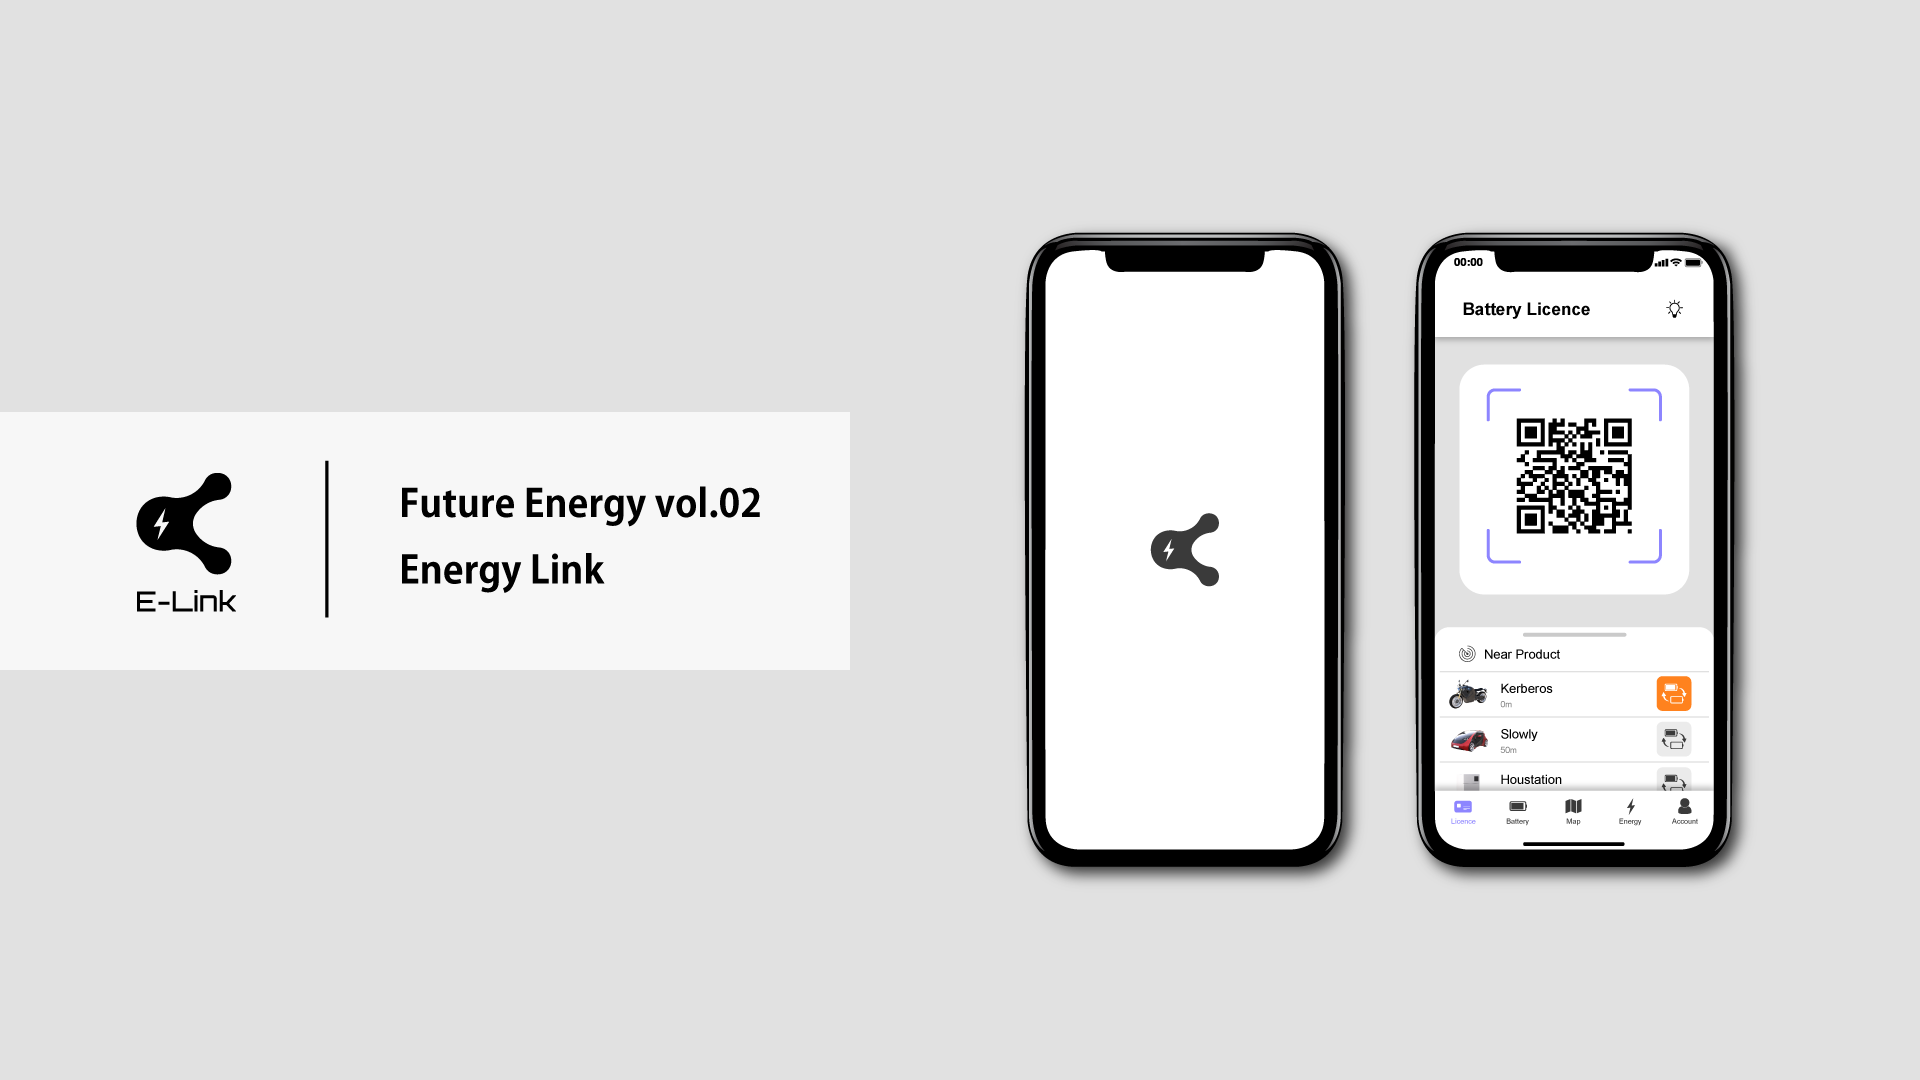 E-Link
Future Energy vol.02
Energy Link
00:00
Battery Licence
Near Product
Kerberos
0m
Slowly
50m
Houstation
Licence
Battery
Map
Energy
Account